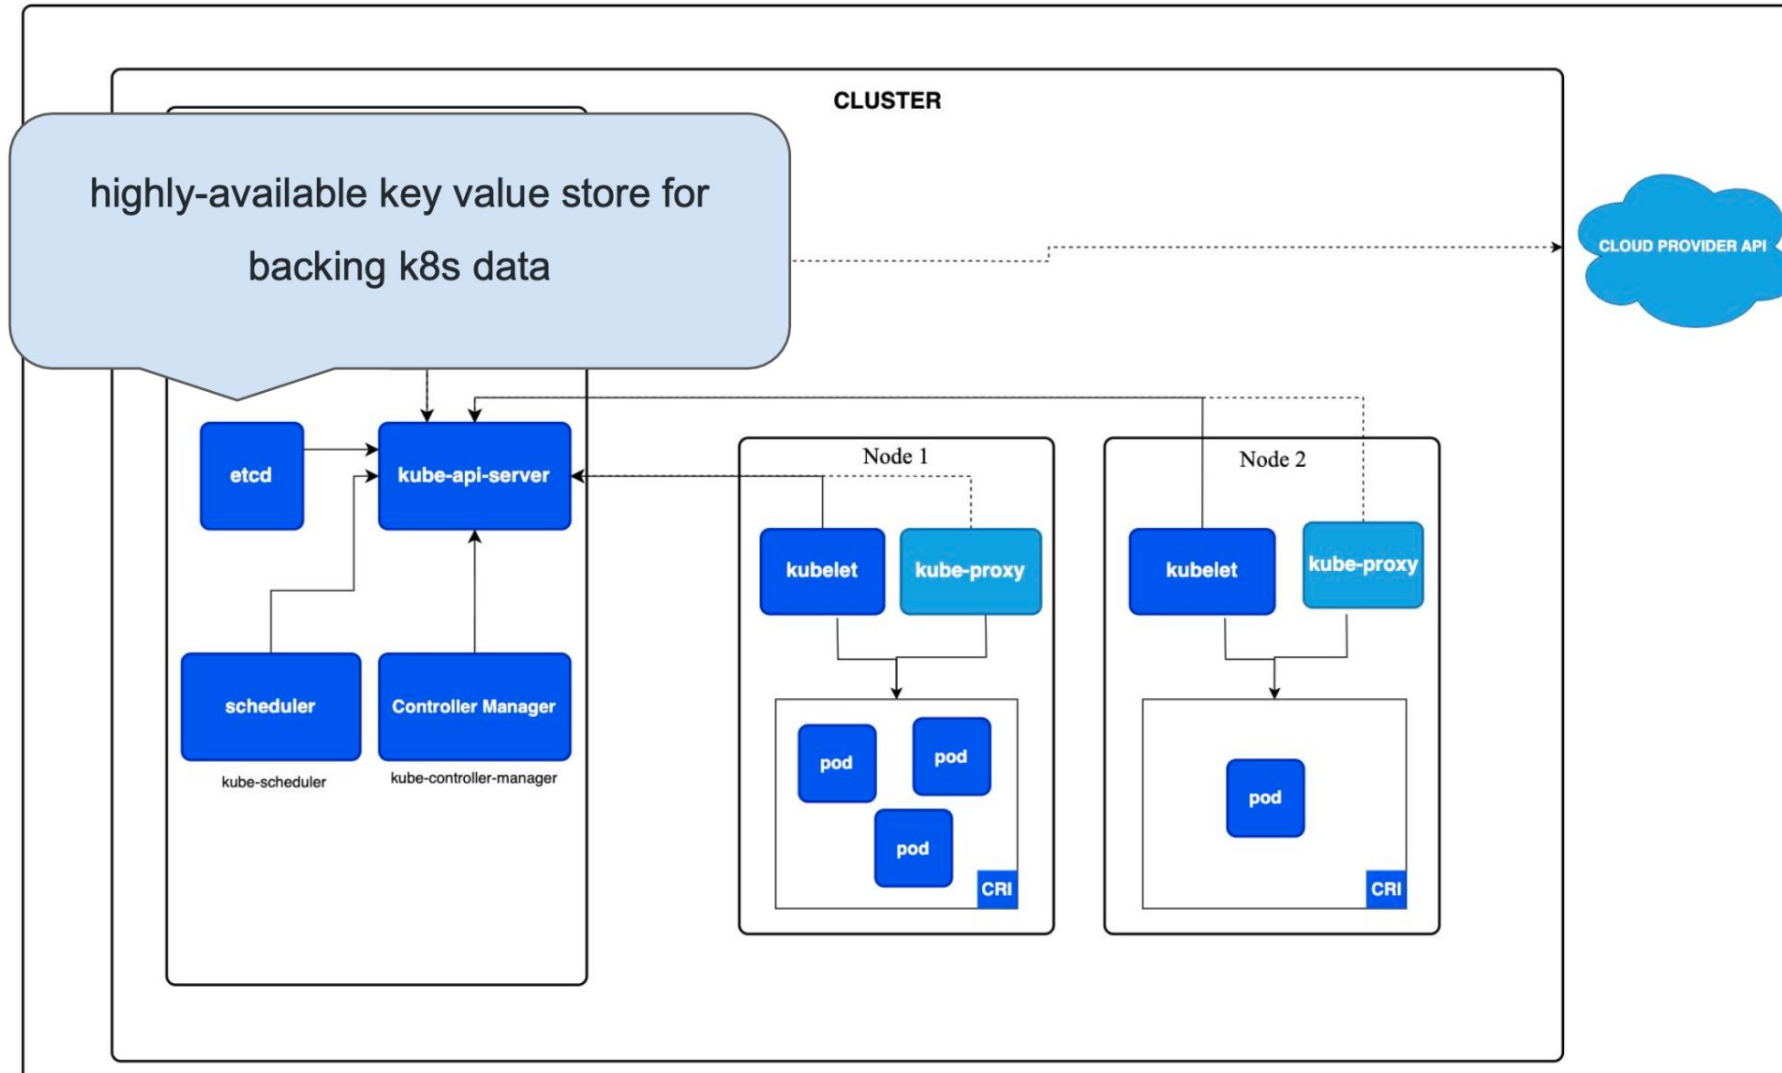 CLUSTER
highly-available key value store for
backing k8s data
CLOUD PROVIDER API
etcd
kube-api-server
scheduler
kube-scheduler
Controller Manager
kube-controller-manager
Node 1
kubelet
kube-proxy
pod
pod
pod
CRI
Node 2
kubelet
kube-proxy
pod
CRI